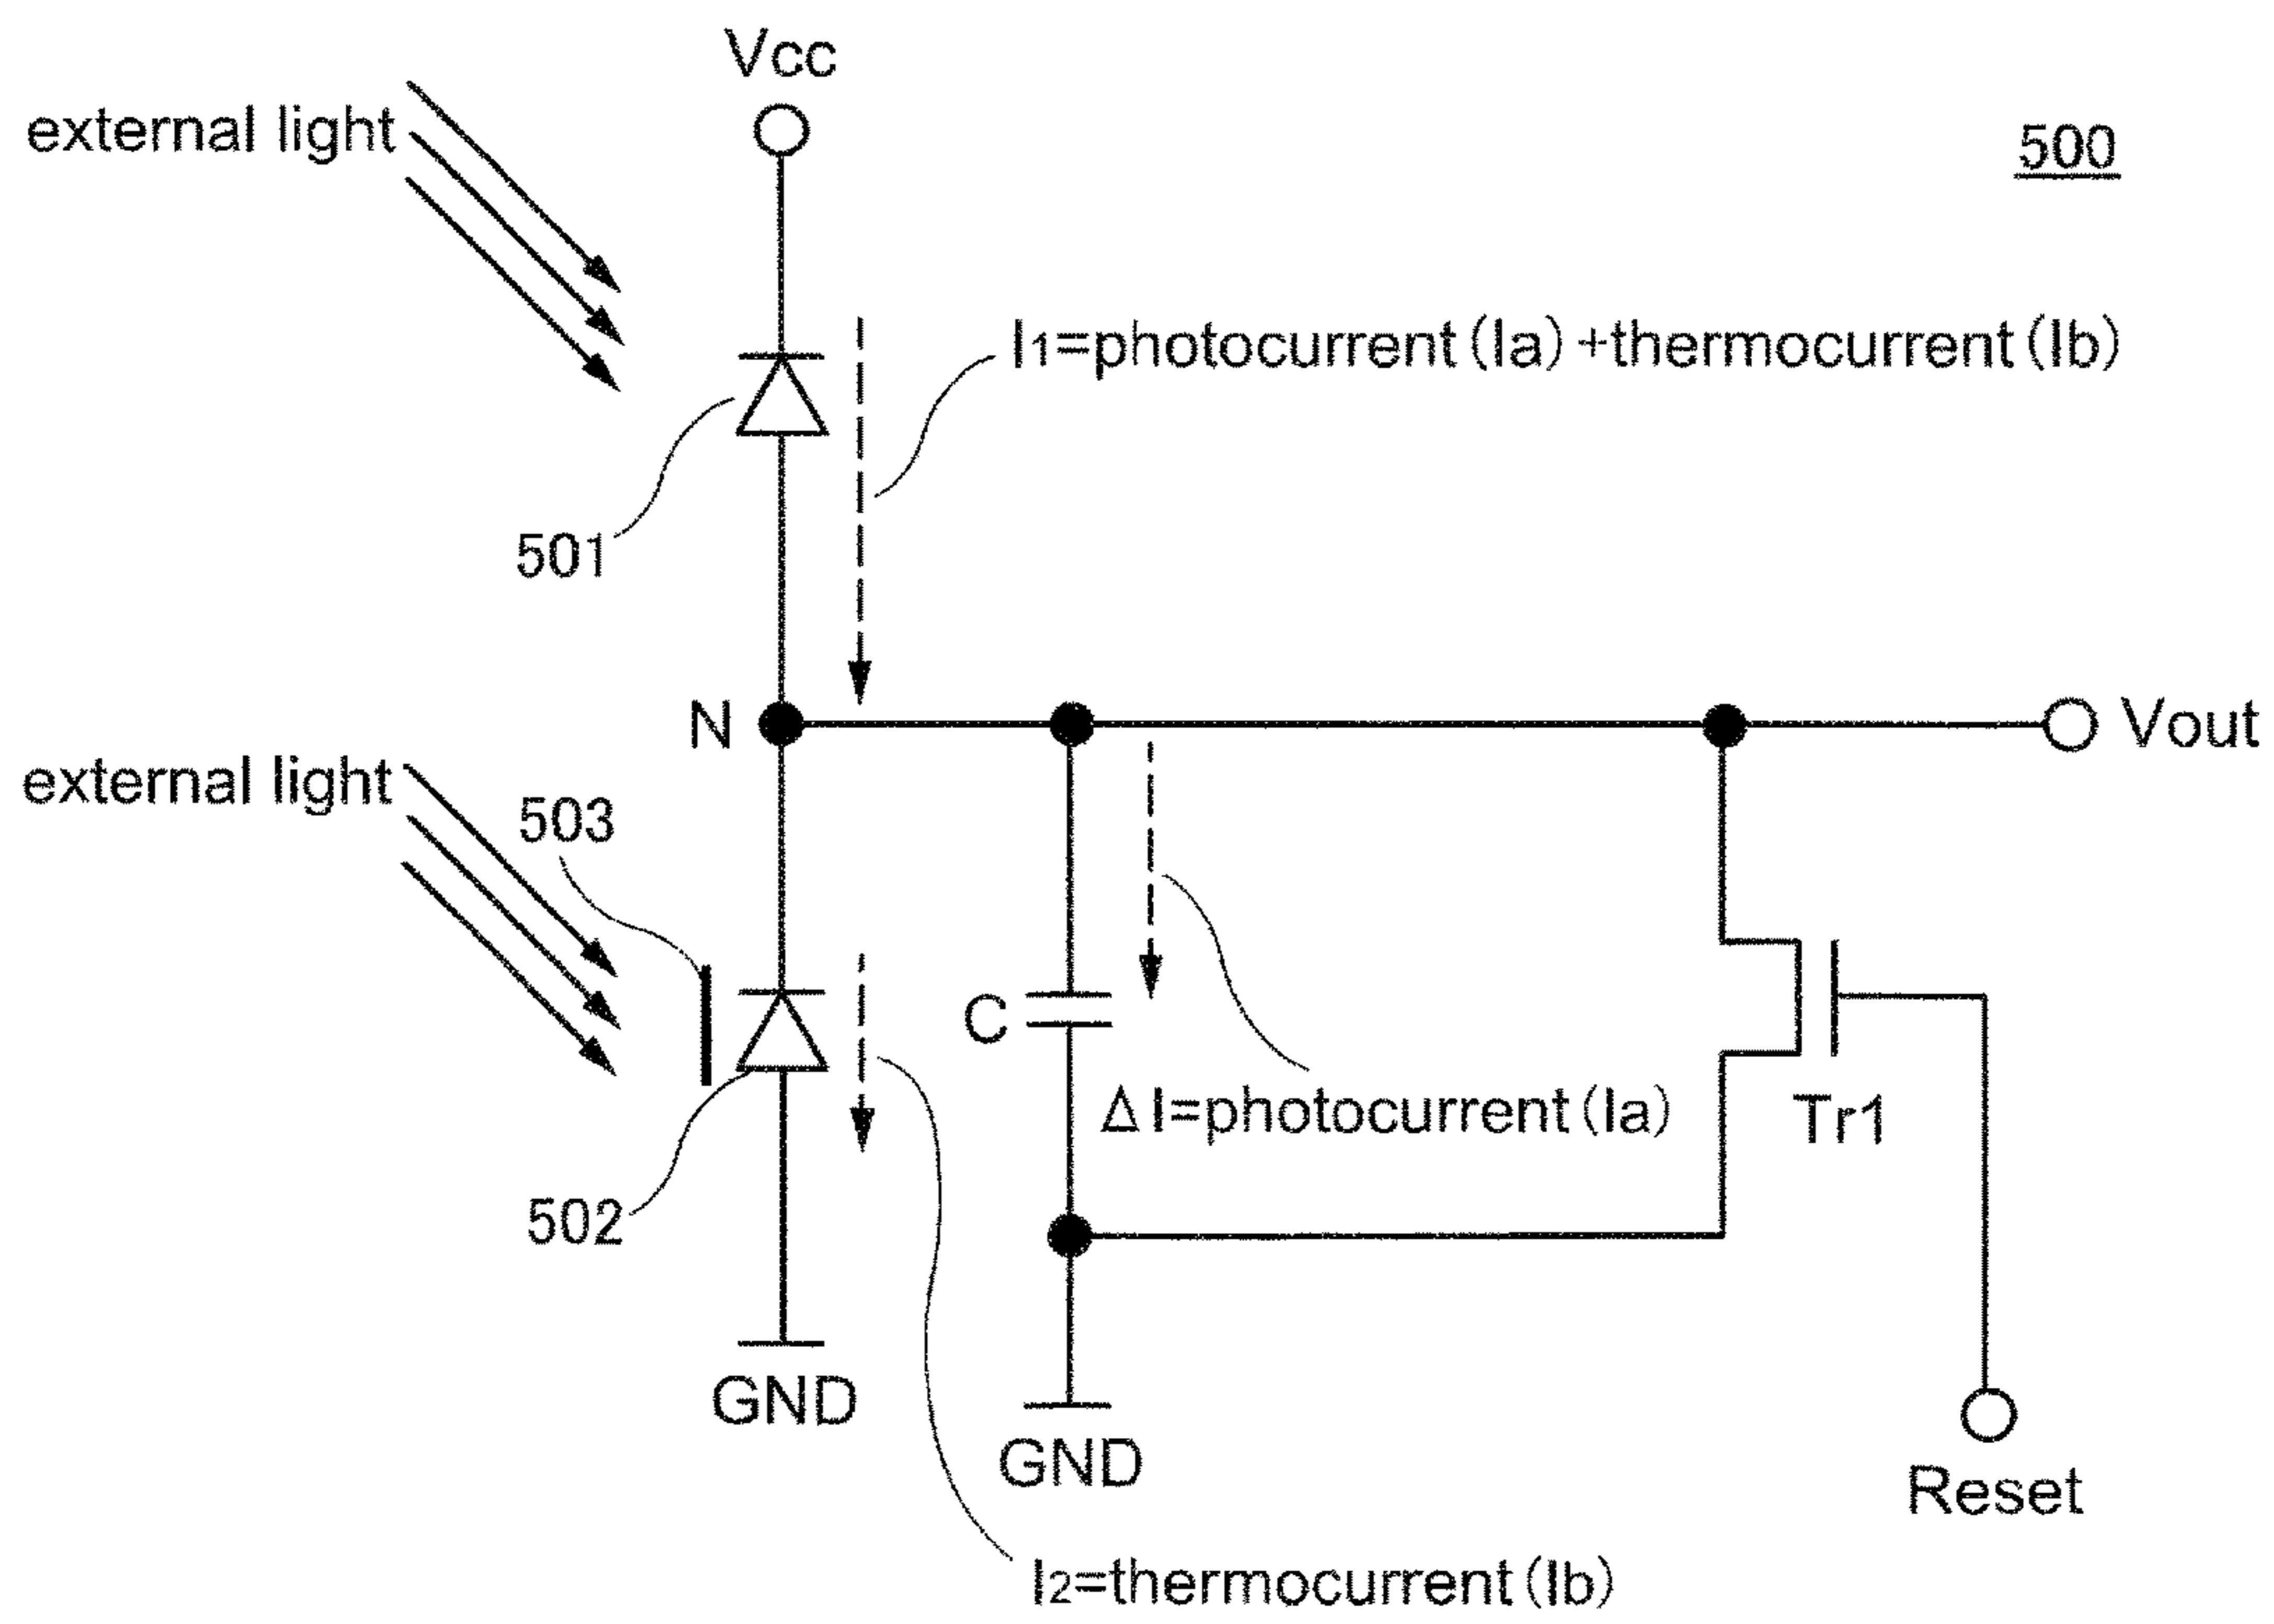 Vcc
external light
500
I1=photocurrent(Ia)+thermocurrent(Ib)
501
N
Vout
external light
503
C
ΔI=photocurrent(Ia)
Tr1
502
GND
GND
Reset
I2=thermocurrent(Ib)